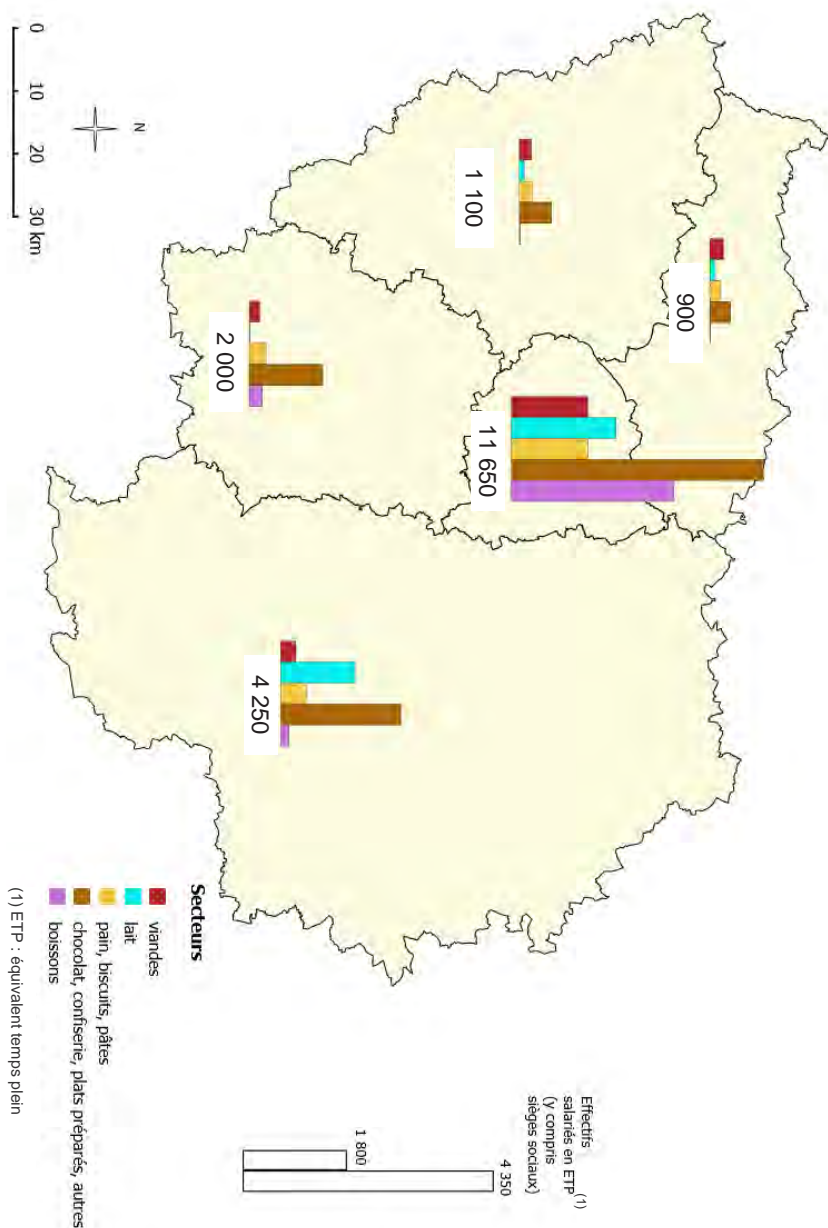 0 10 20 30 km
N
900
1 100
11 650
2 000
4 250
Secteurs
viandes
lait
pain, biscuits, pâtes
chocolat, confiserie, plats préparés, autres
boissons
(1) ETP : équivalent temps plein
Effectifs
salariés en ETP(1)
(y compris
sièges sociaux)
4 350
1 800